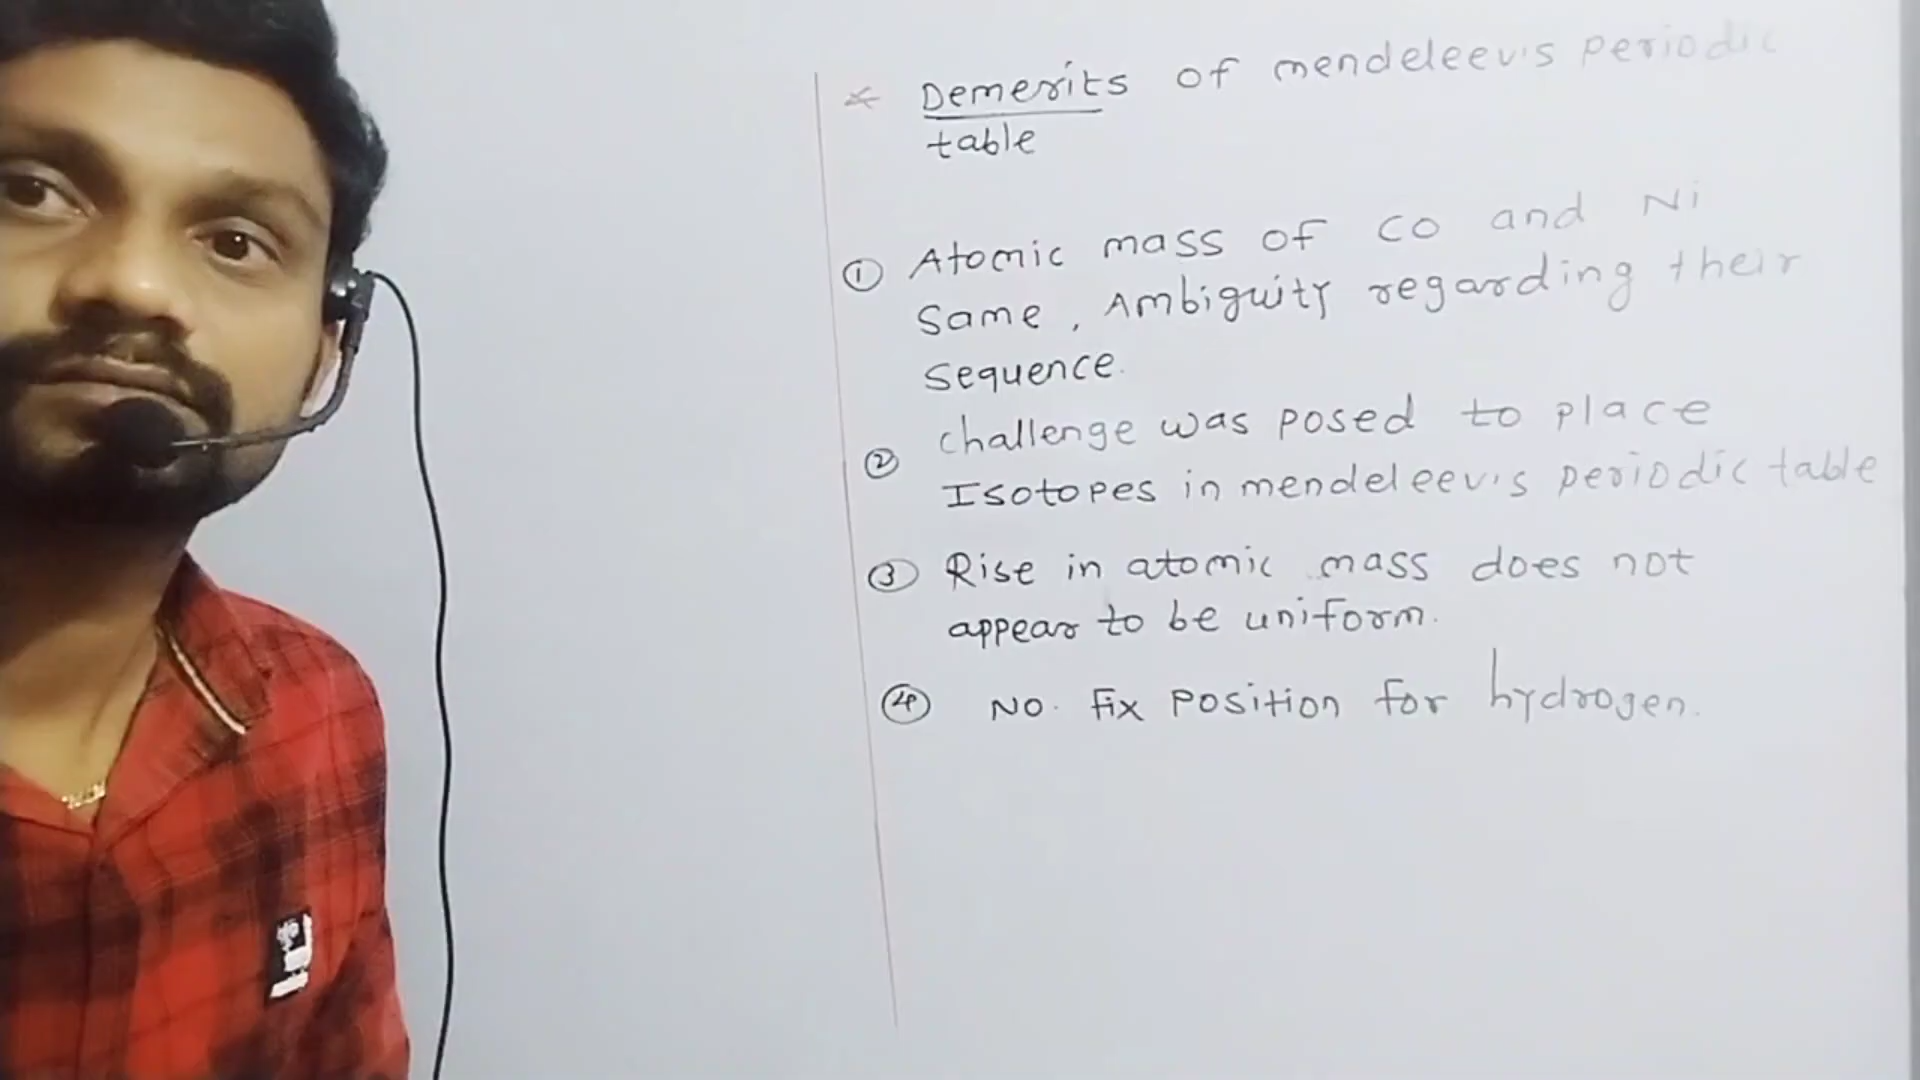 * Demerits of mendeleev's periodic
table
① Atomic mass of CO and Ni
Same, Ambiguity regarding their
Sequence.
challenge was posed to place
② Isotopes in mendeleev's periodic table
③ Rise in atomic mass does not
appear to be uniform.
④ NO. Fix Position for hydrogen.